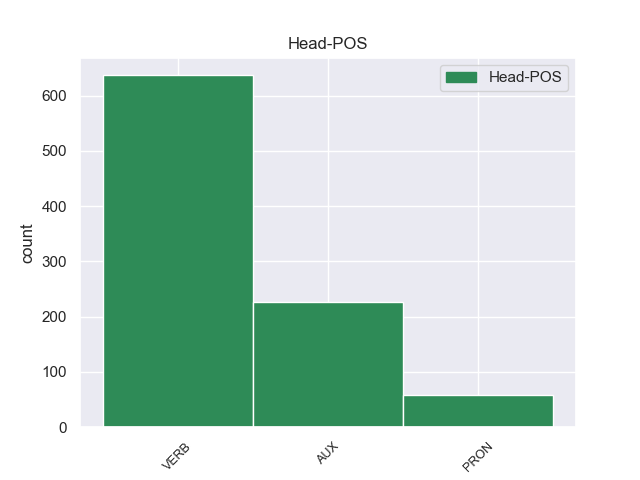 Head-POS
Head-POS
600
500
400
300
200
100
0
count
VERB
AUX
PRON